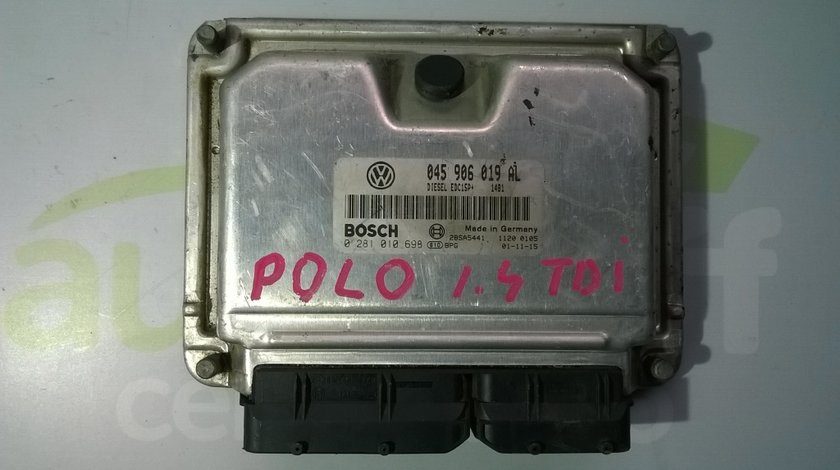 VW
045 906 019 AL
DIESEL EDC15P+ 1481
BOSCH
Made in Germany
28SA5441 1120 0105
0 281 010 698
BPG
01-11-15
POLO 1.4 TDi